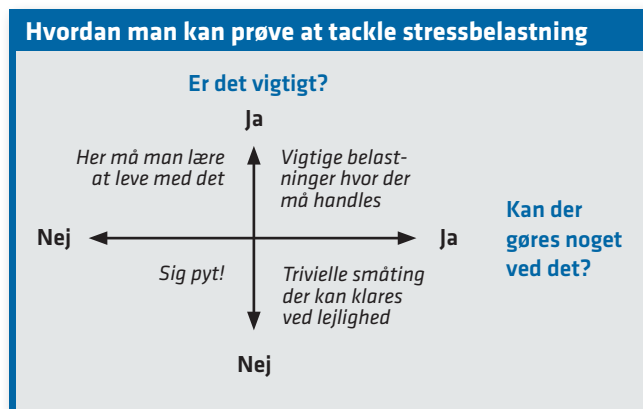 Hvordan man kan prøve at tackle stressbelastning
Er det vigtigt?
Ja
Her må man lære
at leve med det
Vigtige belast-
ninger hvor der
må handles
Nej
Ja
Kan der
gøres noget
ved det?
Sig pyt!
Trivielle småting
der kan klares
ved lejlighed
Nej